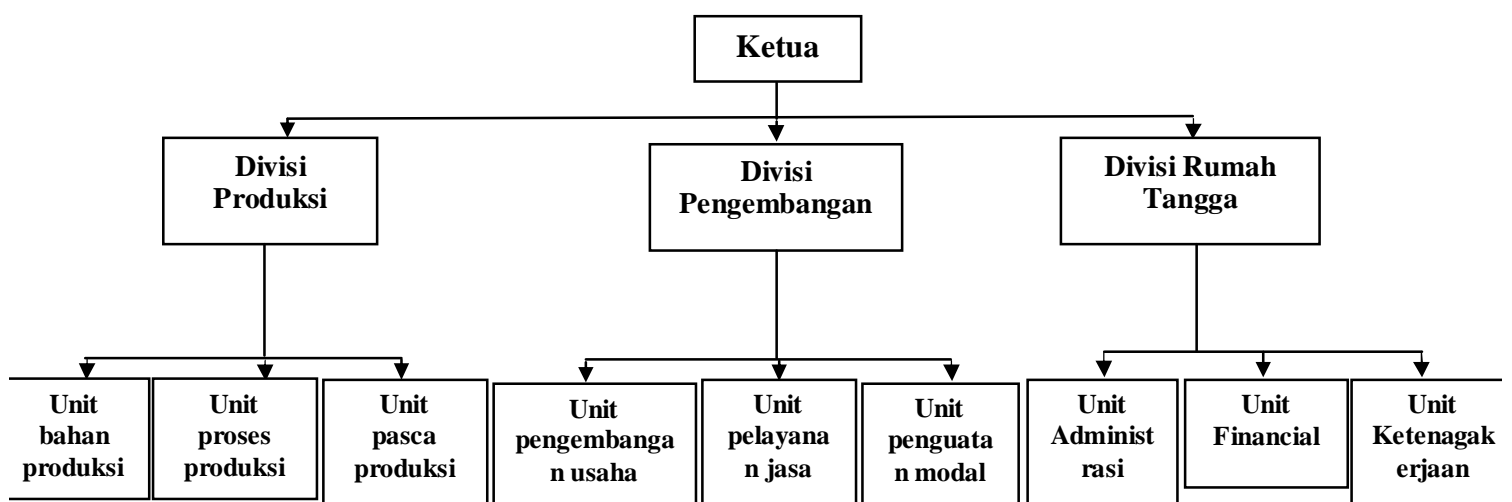 Ketua
Divisi
Produksi
Divisi
Pengembangan
Divisi Rumah
Tangga
Unit
bahan
produksi
Unit
proses
produksi
Unit
pasca
produksi
Unit
pengembanga
n usaha
Unit
pelayana
n jasa
Unit
penguata
n modal
Unit
Administ
rasi
Unit
Financial
Unit
Ketenagak
erjaan